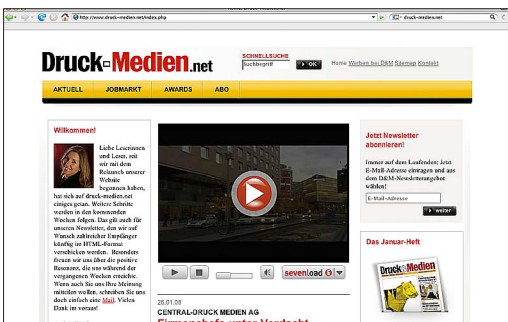 http://www.druck-medien.net/index.php
druck-medien.net
Druck-Medien.net
SCHNELLSUCHE
Suchbegriff
OK
Home Werben bei D&M Sitemap Kontakt
AKTUELL JOBMARKT AWARDS ABO
Willkommen!
Liebe Leserinnen
und Leser, seit
wir mit dem
Relaunch unserer
Website
begonnen haben,
hat sich auf druck-medien.net
einiges getan. Weitere Schritte
werden in den kommenden
Wochen folgen. Das gilt auch für
unseren Newsletter, den wir auf
Wunsch zahlreicher Empfänger
künftig im HTML-Format
verschicken werden. Besonders
freuen wir uns über die positive
Resonanz, die uns während der
vergangenen Wochen erreichte.
Wenn auch Sie uns Ihre Meinung
mitteilen wollen, schreiben Sie uns
doch einfach eine Mail. Vielen
Dank im voraus!
sevenload
26.01.08
CENTRAL-DRUCK MEDIEN AG
Firmenchefs unter Verdacht
Jetzt Newsletter
abonnieren!
Immer auf dem Laufenden: Jetzt
E-Mail-Adresse eintragen und aus
dem D&M-Newsletterangebot
wählen!
E-Mail-Adresse
weiter
Das Januar-Heft
Druck&Medien